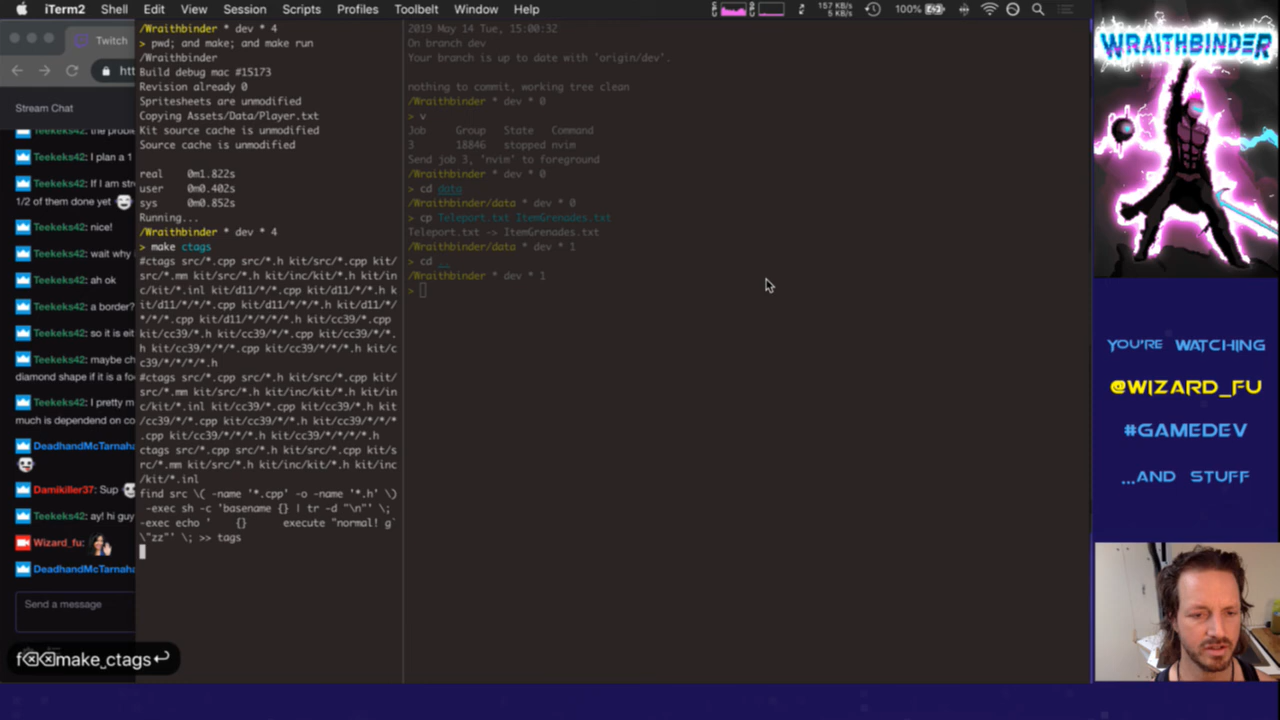 iTerm2 Shell Edit View Session Scripts Profiles Toolbelt Window Help
157 KB/s
5 KB/s
100%
Twitch
htt
Stream Chat
Teekeks42: the proble
Teekeks42: I plan a 1
Teekeks42: If I am str
1/2 of them done yet
Teekeks42: nice!
Teekeks42: wait why
Teekeks42: ah ok
Teekeks42: a border?
Teekeks42: so it is eit
Teekeks42: maybe ch
diamond shape if it is a fo
Teekeks42: I pretty m
much is dependend on co
DeadhandMcTarnaha
Damikiller37: Sup
Teekeks42: ay! hi guy
Wizard_fu:
DeadhandMcTarnaha
Send a message
f⌫⌫make_ctags↩
/Wraithbinder * dev * 4
> pwd; and make; and make run
/Wraithbinder
Build debug mac #15173
Revision already 0
Spritesheets are unmodified
Copying Assets/Data/Player.txt
Kit source cache is unmodified
Source cache is unmodified
real 0m1.822s
user 0m0.402s
sys 0m0.852s
Running...
/Wraithbinder * dev * 4
> make ctags
#ctags src/*.cpp src/*.h kit/src/*.cpp kit/
src/*.mm kit/src/*.h kit/inc/kit/*.h kit/in
c/kit/*.inl kit/d11/*/*.cpp kit/d11/*/*.h k
it/d11/*/*/*.cpp kit/d11/*/*/*.h kit/d11/*/
*/*/*.cpp kit/d11/*/*/*/*.h kit/cc39/*.cpp
kit/cc39/*.h kit/cc39/*/*.cpp kit/cc39/*/*.
h kit/cc39/*/*/*.cpp kit/cc39/*/*/*.h kit/c
c39/*/*/*/*.h
#ctags src/*.cpp src/*.h kit/src/*.cpp kit/
src/*.mm kit/src/*.h kit/inc/kit/*.h kit/in
c/kit/*.inl kit/cc39/*.cpp kit/cc39/*.h kit
/cc39/*/*.cpp kit/cc39/*/*.h kit/cc39/*/*/*
.cpp kit/cc39/*/*/*.h kit/cc39/*/*/*/*.h
ctags src/*.cpp src/*.h kit/src/*.cpp kit/s
rc/*.mm kit/src/*.h kit/inc/kit/*.h kit/inc
/kit/*.inl
find src \( -name '*.cpp' -o -name '*.h' \)
-exec sh -c 'basename {} | tr -d "\n"' \;
-exec echo ' {} execute "normal! g`
\"zz"' \; >> tags
2019 May 14 Tue, 15:00:32
On branch dev
Your branch is up to date with 'origin/dev'.
nothing to commit, working tree clean
/Wraithbinder * dev * 0
> v
Job Group State Command
3 18846 stopped nvim
Send job 3, 'nvim' to foreground
/Wraithbinder * dev * 0
> cd data
/Wraithbinder/data * dev * 0
> cp Teleport.txt ItemGrenades.txt
Teleport.txt -> ItemGrenades.txt
/Wraithbinder/data * dev * 1
> cd ..
/Wraithbinder * dev * 1
>
WRAITHBINDER
YOU'RE WATCHING
@WIZARD_FU
#GAMEDEV
...AND STUFF